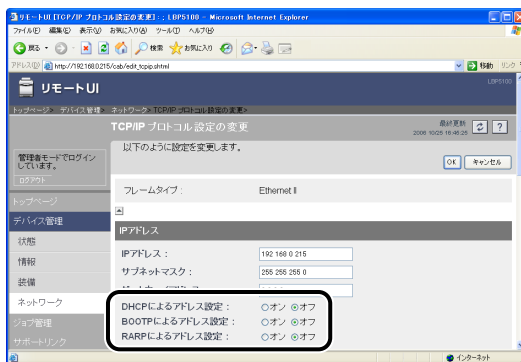 リモートUI [TCP/IP プロトコル設定の変更] : : LBP5100 - Microsoft Internet Explorer
ファイル(F) 編集(E) 表示(V) お気に入り(A) ツール(T) ヘルプ(H)
戻る 検索 お気に入り
アドレス(D) http://192.168.0.215/cab/edit_tcpip.shtml 移動 リンク
リモートUI LBP5100
トップページ> デバイス管理> ネットワーク> TCP/IP プロトコル設定の変更>
TCP/IP プロトコル設定の変更
最終更新
2006 10/25 16:46:26
管理者モードでログイン
しています。
ログアウト
トップページ
デバイス管理
状態
情報
装備
ネットワーク
ジョブ管理
サポートリンク
以下のように設定を変更します。
OK キャンセル
フレームタイプ : Ethernet II
IPアドレス
IPアドレス : 192.168.0.215
サブネットマスク : 255.255.255.0
DHCPによるアドレス設定 : オン オフ
BOOTPによるアドレス設定 : オン オフ
RARPによるアドレス設定 : オン オフ
インターネット